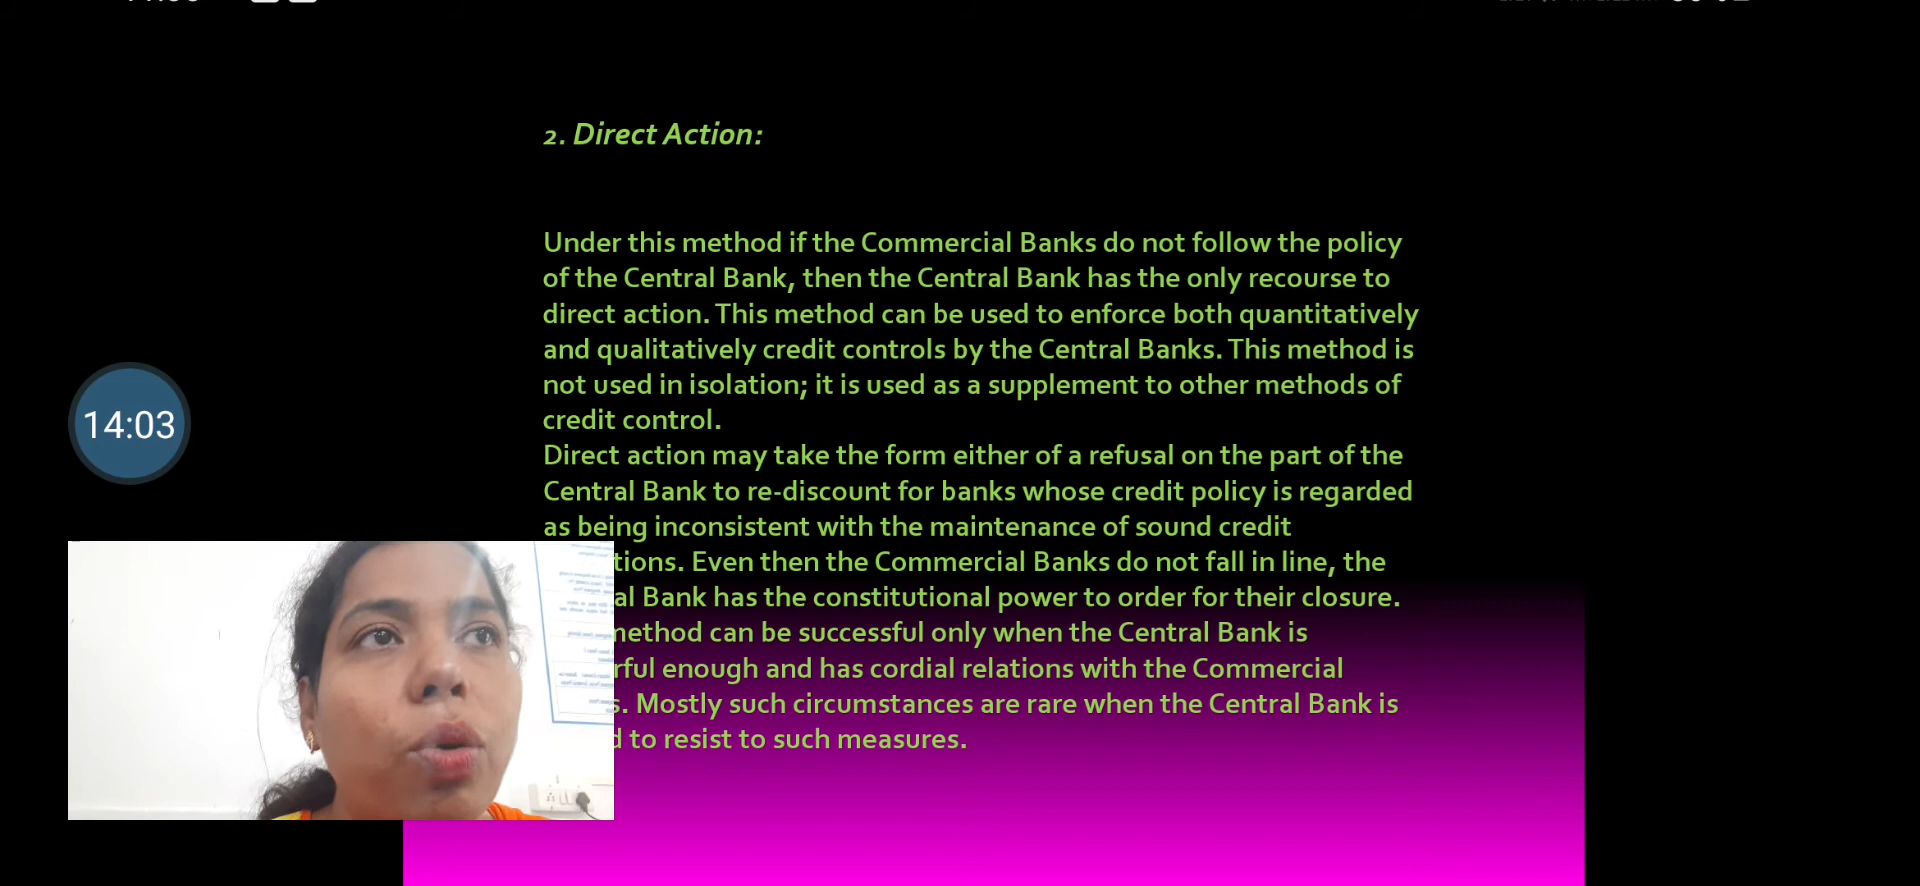 2. Direct Action:
Under this method if the Commercial Banks do not follow the policy
of the Central Bank, then the Central Bank has the only recourse to
direct action. This method can be used to enforce both quantitatively
and qualitatively credit controls by the Central Banks. This method is
not used in isolation; it is used as a supplement to other methods of
credit control.
Direct action may take the form either of a refusal on the part of the
Central Bank to re-discount for banks whose credit policy is regarded
as being inconsistent with the maintenance of sound credit
tions. Even then the Commercial Banks do not fall in line, the
al Bank has the constitutional power to order for their closure.
method can be successful only when the Central Bank is
rful enough and has cordial relations with the Commercial
s. Mostly such circumstances are rare when the Central Bank is
d to resist to such measures.
14:03